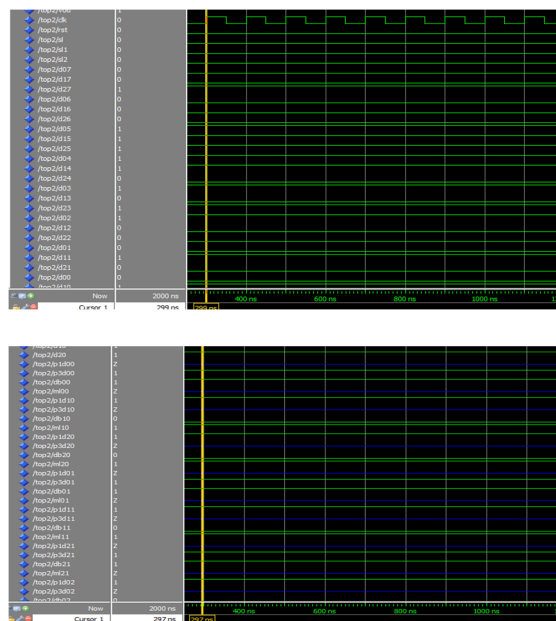 /top2/vdd 1
/top2/clk 0
/top2/rst 0
/top2/sl 0
/top2/sl1 0
/top2/sl2 0
/top2/d07 0
/top2/d17 0
/top2/d27 1
/top2/d06 0
/top2/d16 0
/top2/d26 0
/top2/d05 1
/top2/d15 1
/top2/d25 1
/top2/d04 1
/top2/d14 1
/top2/d24 0
/top2/d03 1
/top2/d13 0
/top2/d23 1
/top2/d02 1
/top2/d12 0
/top2/d22 0
/top2/d01 0
/top2/d11 1
/top2/d21 0
/top2/d00 0
/top2/d10 1
Now 2000 ns 400 ns 600 ns 800 ns 1000 ns
Cursor 1 299 ns 299 ns
/top2/d20 1
/top2/p1d00 Z
/top2/p3d00 1
/top2/db00 1
/top2/ml00 Z
/top2/p1d10 1
/top2/p3d10 Z
/top2/db10 0
/top2/ml10 1
/top2/p1d20 1
/top2/p3d20 Z
/top2/db20 0
/top2/ml20 1
/top2/p1d01 Z
/top2/p3d01 1
/top2/db01 1
/top2/ml01 Z
/top2/p1d11 1
/top2/p3d11 Z
/top2/db11 0
/top2/ml11 1
/top2/p1d21 Z
/top2/p3d21 1
/top2/db21 1
/top2/ml21 Z
/top2/p1d02 1
/top2/p3d02 Z
/top2/db02 0
Now 2000 ns 400 ns 600 ns 800 ns 1000 ns
Cursor 1 297 ns 297 ns